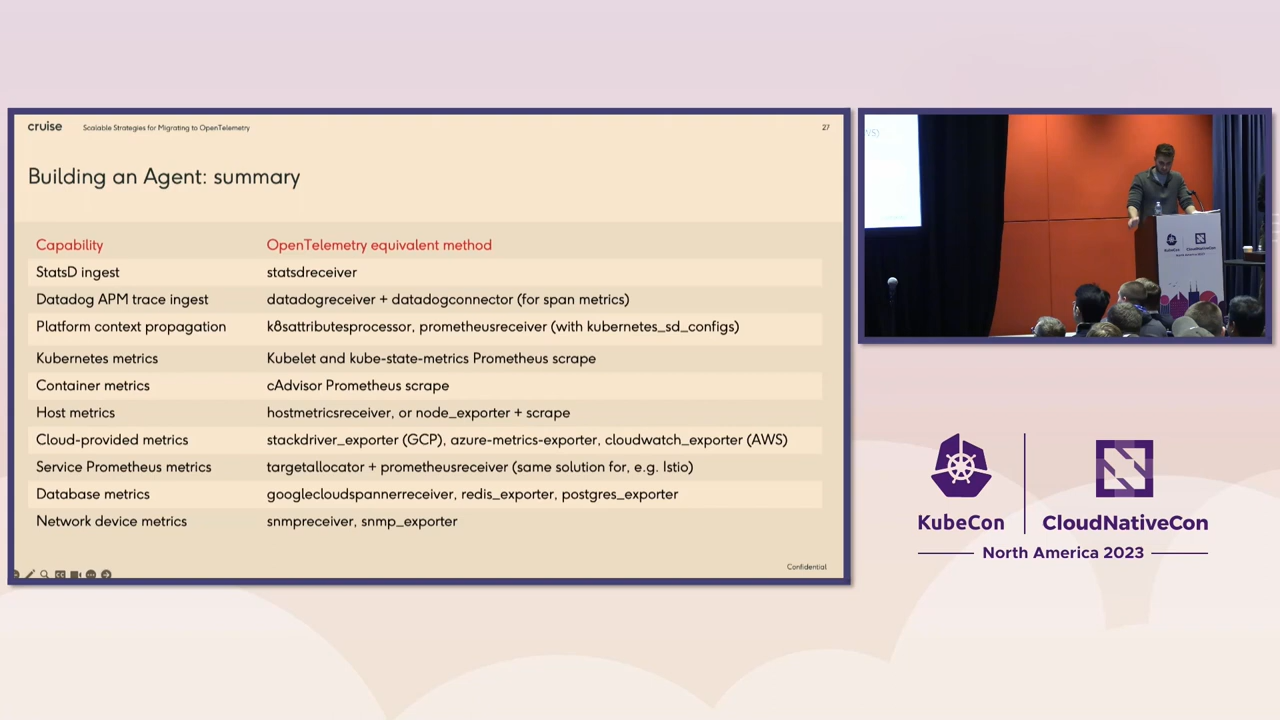 cruise
Scalable Strategies for Migrating to OpenTelemetry
27
Building an Agent: summary
Capability OpenTelemetry equivalent method
StatsD ingest statsdreceiver
Datadog APM trace ingest datadogreceiver + datadogconnector (for span metrics)
Platform context propagation k8sattributesprocessor, prometheusreceiver (with kubernetes_sd_configs)
Kubernetes metrics Kubelet and kube-state-metrics Prometheus scrape
Container metrics cAdvisor Prometheus scrape
Host metrics hostmetricsreceiver, or node_exporter + scrape
Cloud-provided metrics stackdriver_exporter (GCP), azure-metrics-exporter, cloudwatch_exporter (AWS)
Service Prometheus metrics targetallocator + prometheusreceiver (same solution for, e.g. Istio)
Database metrics googlecloudspannerreceiver, redis_exporter, postgres_exporter
Network device metrics snmpreceiver, snmp_exporter
Confidential
KubeCon CloudNativeCon
North America 2023